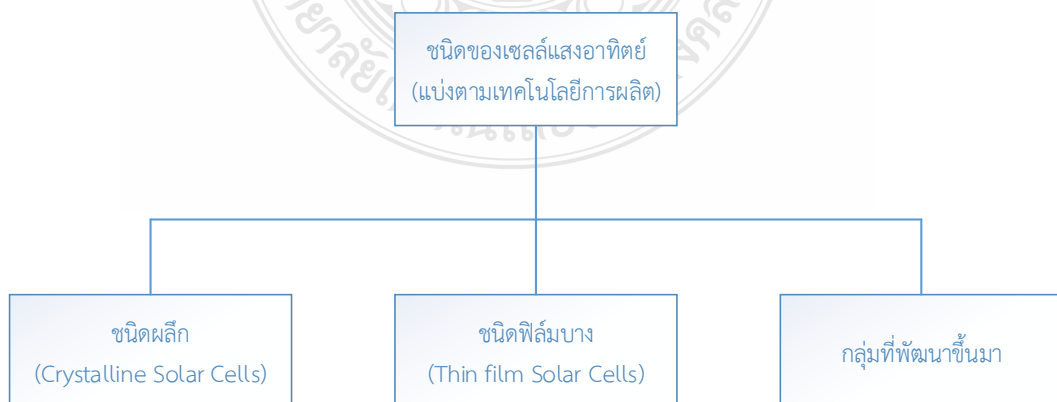 ชนิดของเซลล์แสงอาทิตย์
(แบ่งตามเทคโนโลยีการผลิต)
ชนิดผลึก
(Crystalline Solar Cells)
ชนิดฟิล์มบาง
(Thin film Solar Cells)
กลุ่มที่พัฒนาขึ้นมา